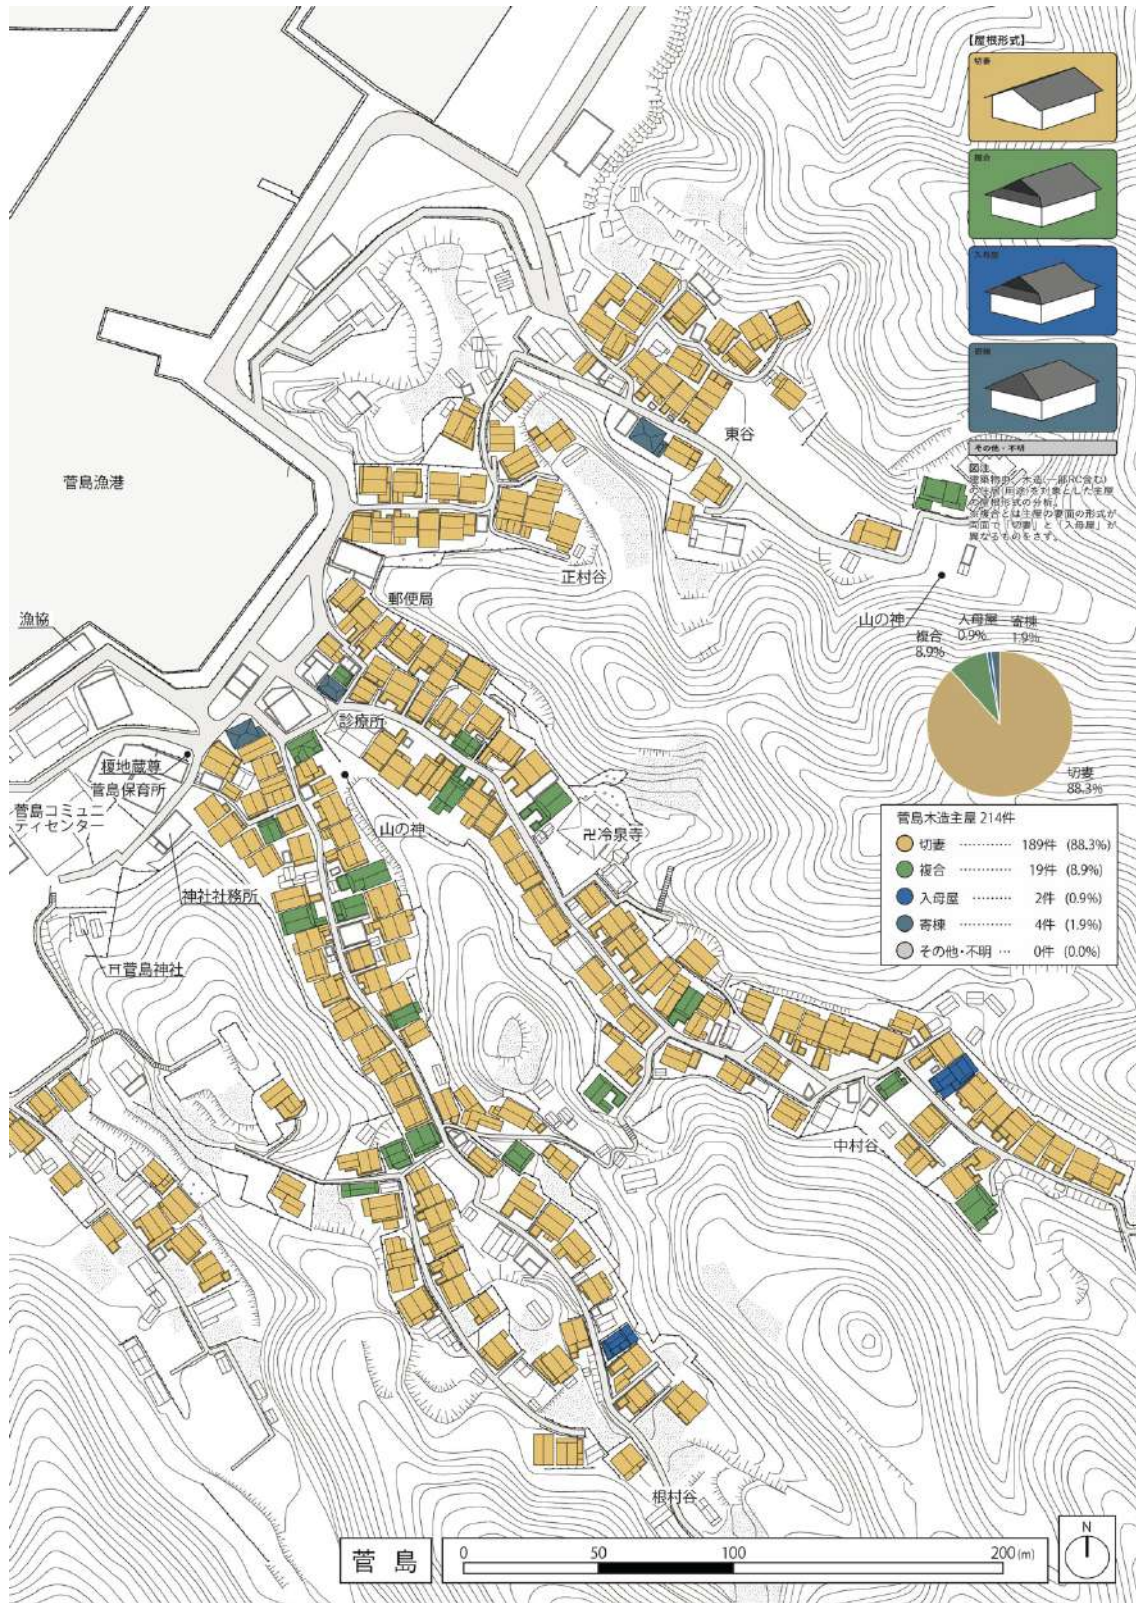 【屋根形式】
切妻
複合
入母屋
寄棟
その他・不明
図注
異なるものをさす。
東谷
菅島漁港
正村谷
郵便局
漁協
山の神
入母屋
0.9%
寄棟
1.9%
複合
8.9%
切妻
88.3%
診療所
榎地蔵尊
菅島保育所
菅島コミュニ
ティセンター
山の神
卍冷泉寺
神社社務所
菅島神社
菅島木造主屋 214件
切妻 ………… 189件 (88.3%)
複合 ………… 19件 (8.9%)
入母屋 ………… 2件 (0.9%)
寄棟 ………… 4件 (1.9%)
その他・不明 … 0件 (0.0%)
中村谷
根村谷
菅島
0 50 100 200 (m)
N